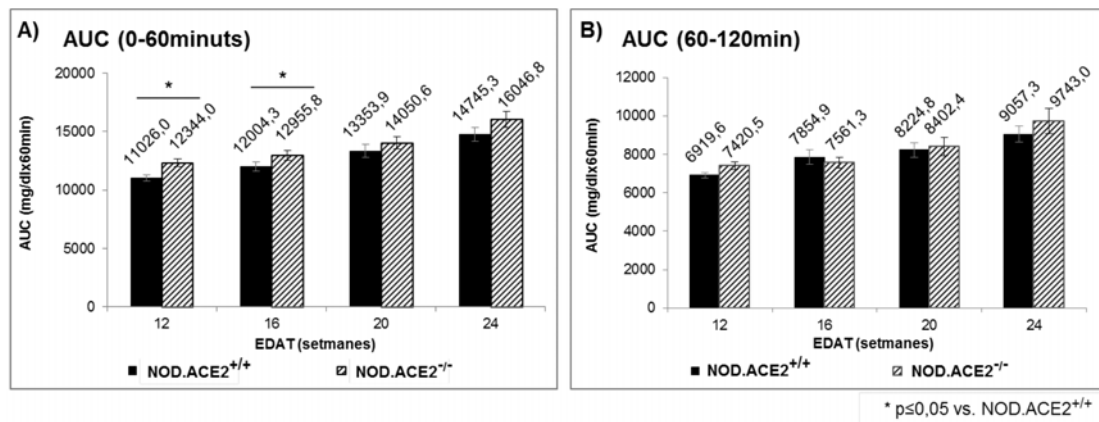 A)
AUC (0-60minuts)
AUC (mg/dlx60min)
20000
15000
10000
5000
0
*
*
11026,0
12344,0
12004,3
12955,8
13353,9
14050,6
14745,3
16046,8
12
16
20
24
EDAT (setmanes)
NOD.ACE2+/+
NOD.ACE2-/-
B)
AUC (60-120min)
AUC (mg/dlx60min)
12000
10000
8000
6000
4000
2000
0
6919,6
7420,5
7854,9
7561,3
8224,8
8402,4
9057,3
9743,0
12
16
20
24
EDAT (setmanes)
NOD.ACE2+/+
NOD.ACE2-/-
* p≤0,05 vs. NOD.ACE2+/+